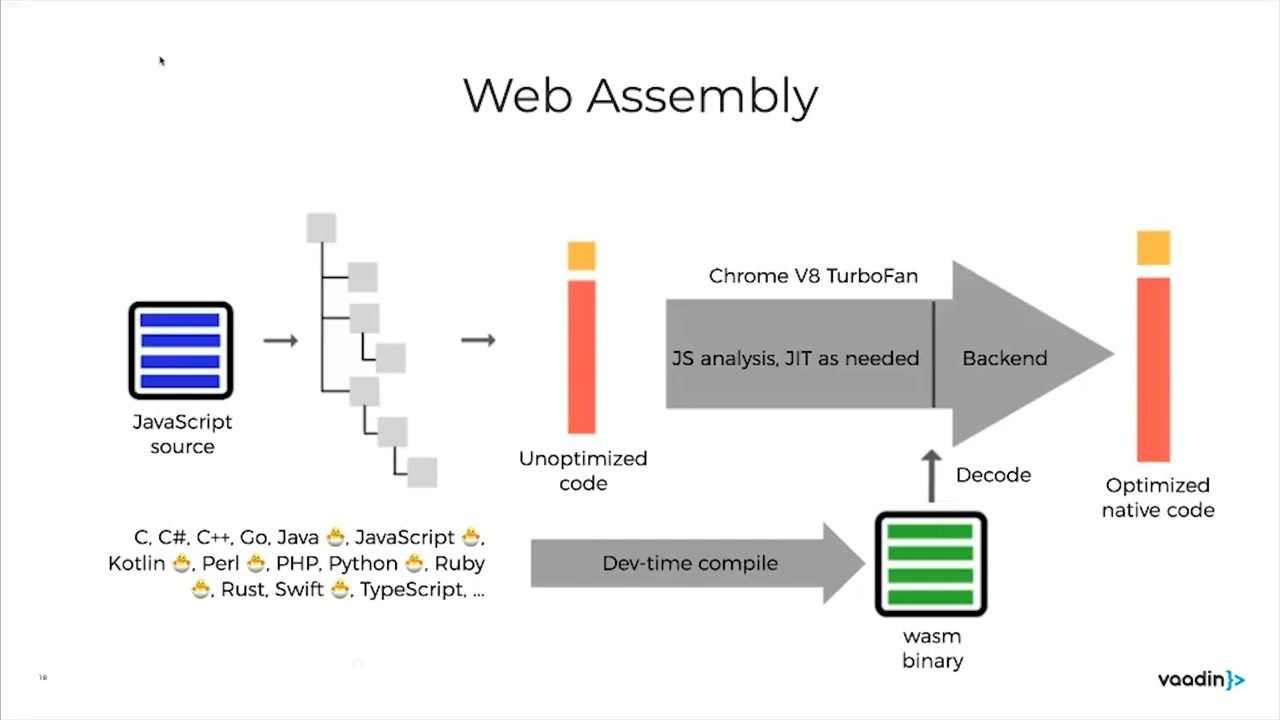 Web Assembly
Chrome V8 TurboFan
JS analysis, JIT as needed
Backend
JavaScript
source
Unoptimized
code
Decode
Optimized
native code
C, C#, C++, Go, Java 🐣, JavaScript 🐣,
Kotlin 🐣, Perl 🐣, PHP, Python 🐣, Ruby
🐣, Rust, Swift 🐣, TypeScript, ...
Dev-time compile
wasm
binary
18
vaadin}>